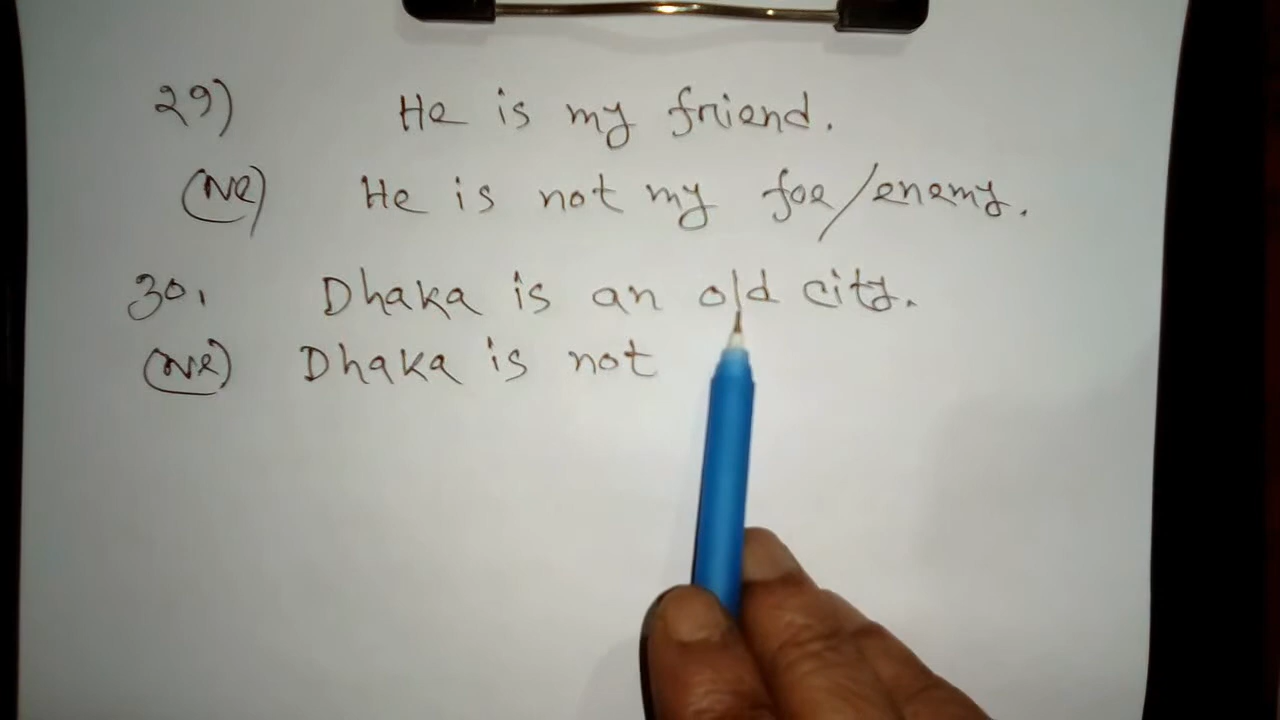 29) He is my friend.
(Ne) He is not my foe/enemy.
30. Dhaka is an old city.
(Ne) Dhaka is not